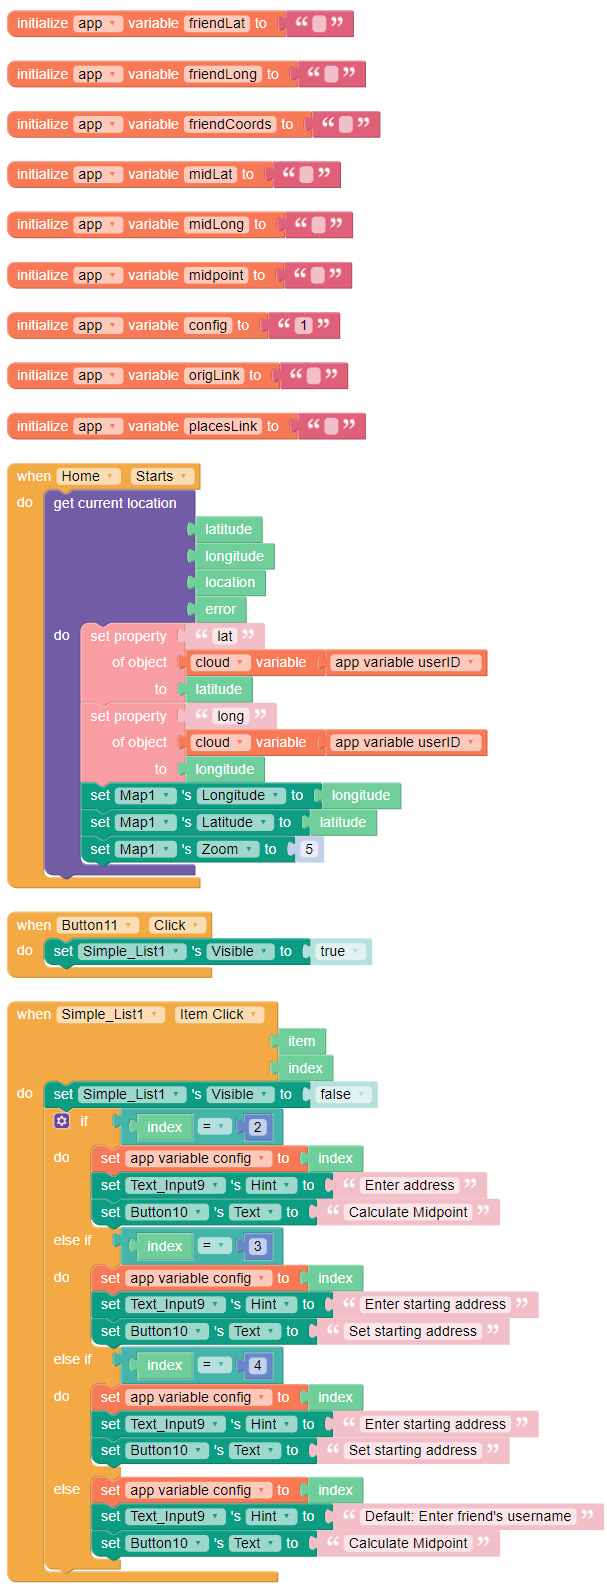 initialize app variable friendLat to “ ”
initialize app variable friendLong to “ ”
initialize app variable friendCoords to “ ”
initialize app variable midLat to “ ”
initialize app variable midLong to “ ”
initialize app variable midpoint to “ ”
initialize app variable config to “ 1 ”
initialize app variable origLink to “ ”
initialize app variable placesLink to “ ”
when Home Starts
do get current location
latitude
longitude
location
error
do set property “ lat ”
of object cloud variable app variable userID
to latitude
set property “ long ”
of object cloud variable app variable userID
to longitude
set Map1 's Longitude to longitude
set Map1 's Latitude to latitude
set Map1 's Zoom to 5
when Button11 Click
do set Simple_List1 's Visible to true
when Simple_List1 Item Click
item
index
do set Simple_List1 's Visible to false
if index = 2
do set app variable config to index
set Text_Input9 's Hint to “ Enter address ”
set Button10 's Text to “ Calculate Midpoint ”
else if index = 3
do set app variable config to index
set Text_Input9 's Hint to “ Enter starting address ”
set Button10 's Text to “ Set starting address ”
else if index = 4
do set app variable config to index
set Text_Input9 's Hint to “ Enter starting address ”
set Button10 's Text to “ Set starting address ”
else set app variable config to index
set Text_Input9 's Hint to “ Default: Enter friend's username ”
set Button10 's Text to “ Calculate Midpoint ”